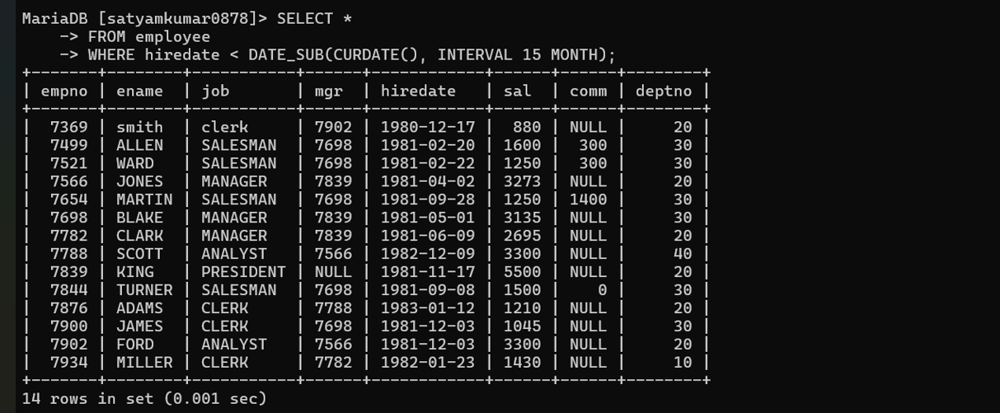 MariaDB [satyamkumar0878]> SELECT *
    -> FROM employee
    -> WHERE hiredate < DATE_SUB(CURDATE(), INTERVAL 15 MONTH);
+-------+--------+-----------+------+------------+------+------+--------+
| empno | ename  | job       | mgr  | hiredate   | sal  | comm | deptno |
+-------+--------+-----------+------+------------+------+------+--------+
|  7369 | smith  | clerk     | 7902 | 1980-12-17 |  880 | NULL |     20 |
|  7499 | ALLEN  | SALESMAN  | 7698 | 1981-02-20 | 1600 |  300 |     30 |
|  7521 | WARD   | SALESMAN  | 7698 | 1981-02-22 | 1250 |  300 |     30 |
|  7566 | JONES  | MANAGER   | 7839 | 1981-04-02 | 3273 | NULL |     20 |
|  7654 | MARTIN | SALESMAN  | 7698 | 1981-09-28 | 1250 | 1400 |     30 |
|  7698 | BLAKE  | MANAGER   | 7839 | 1981-05-01 | 3135 | NULL |     30 |
|  7782 | CLARK  | MANAGER   | 7839 | 1981-06-09 | 2695 | NULL |     20 |
|  7788 | SCOTT  | ANALYST   | 7566 | 1982-12-09 | 3300 | NULL |     40 |
|  7839 | KING   | PRESIDENT | NULL | 1981-11-17 | 5500 | NULL |     20 |
|  7844 | TURNER | SALESMAN  | 7698 | 1981-09-08 | 1500 |    0 |     30 |
|  7876 | ADAMS  | CLERK     | 7788 | 1983-01-12 | 1210 | NULL |     20 |
|  7900 | JAMES  | CLERK     | 7698 | 1981-12-03 | 1045 | NULL |     30 |
|  7902 | FORD   | ANALYST   | 7566 | 1981-12-03 | 3300 | NULL |     20 |
|  7934 | MILLER | CLERK     | 7782 | 1982-01-23 | 1430 | NULL |     10 |
+-------+--------+-----------+------+------------+------+------+--------+
14 rows in set (0.001 sec)